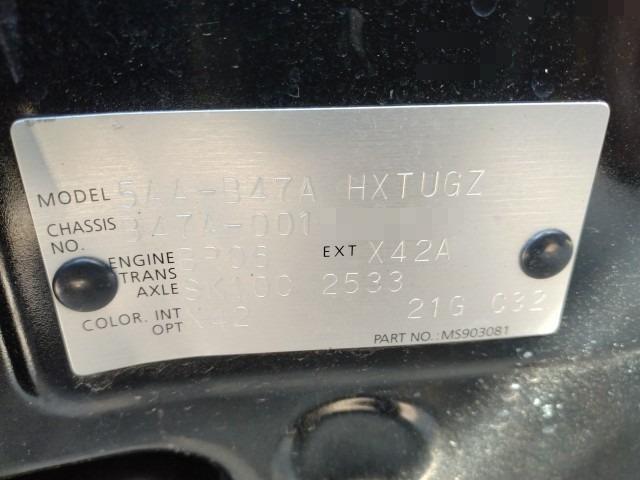 MODEL 5AA-B47A HXTUGZ
CHASSIS NO. B47A-001
ENGINE BR06 EXT X42A
TRANS AXLE 2533
COLOR. INT OPT X42 21G C32
PART NO.: MS903081